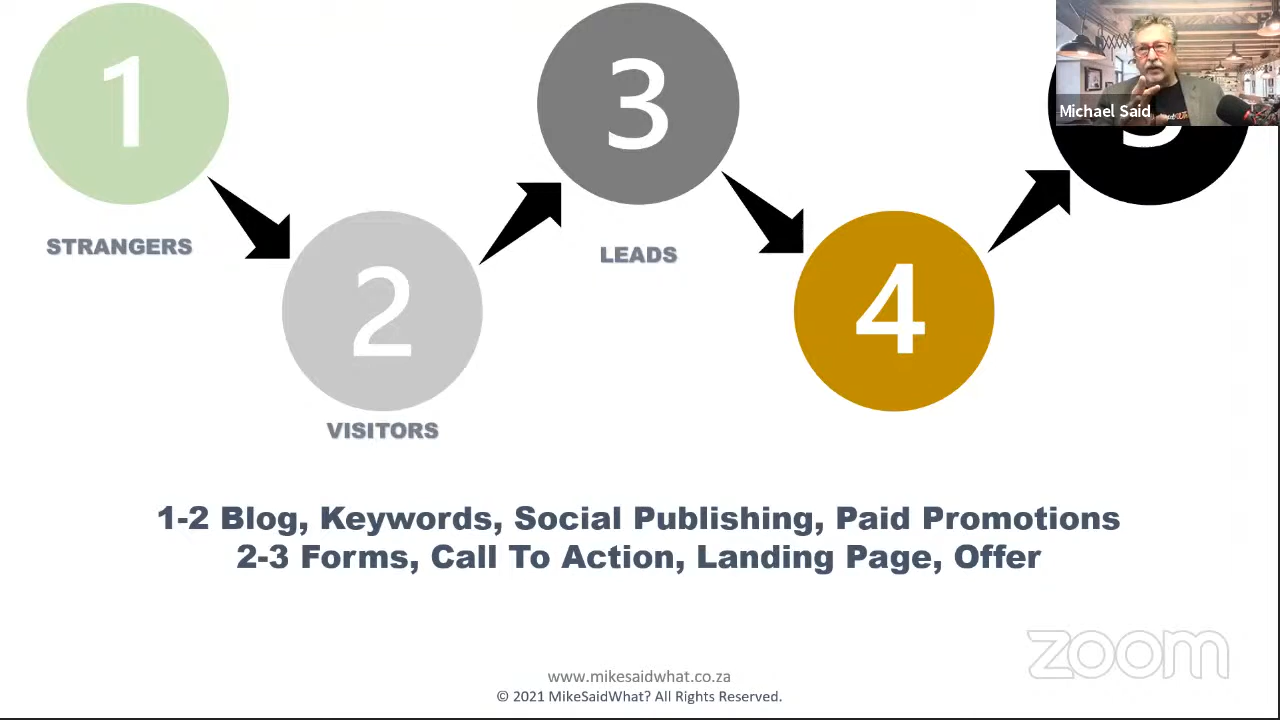 1
3
Michael Said
STRANGERS
2
LEADS
4
VISITORS
1-2 Blog, Keywords, Social Publishing, Paid Promotions
2-3 Forms, Call To Action, Landing Page, Offer
zoom
www.mikesaidwhat.co.za
© 2021 MikeSaidWhat? All Rights Reserved.